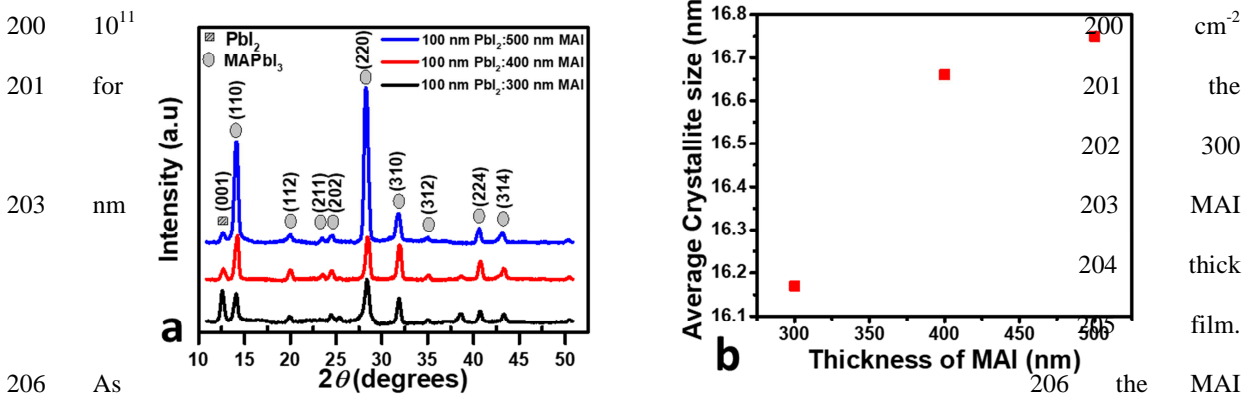 200 10^11
201 for
203 nm
206 As
PbI2
MAPbI3
100 nm PbI2:500 nm MAI
100 nm PbI2:400 nm MAI
100 nm PbI2:300 nm MAI
(001)
(110)
(112)
(211)
(202)
(220)
(310)
(312)
(224)
(314)
Intensity (a.u)
a
10 15 20 25 30 35 40 45 50
2θ (degrees)
16.8
16.7
16.6
16.5
16.4
16.3
16.2
16.1
Average Crystallite size (nm)
300 350 400 450 500
b
Thickness of MAI (nm)
200 cm^-2
201 the
202 300
203 MAI
204 thick
205 film.
206 the MAI